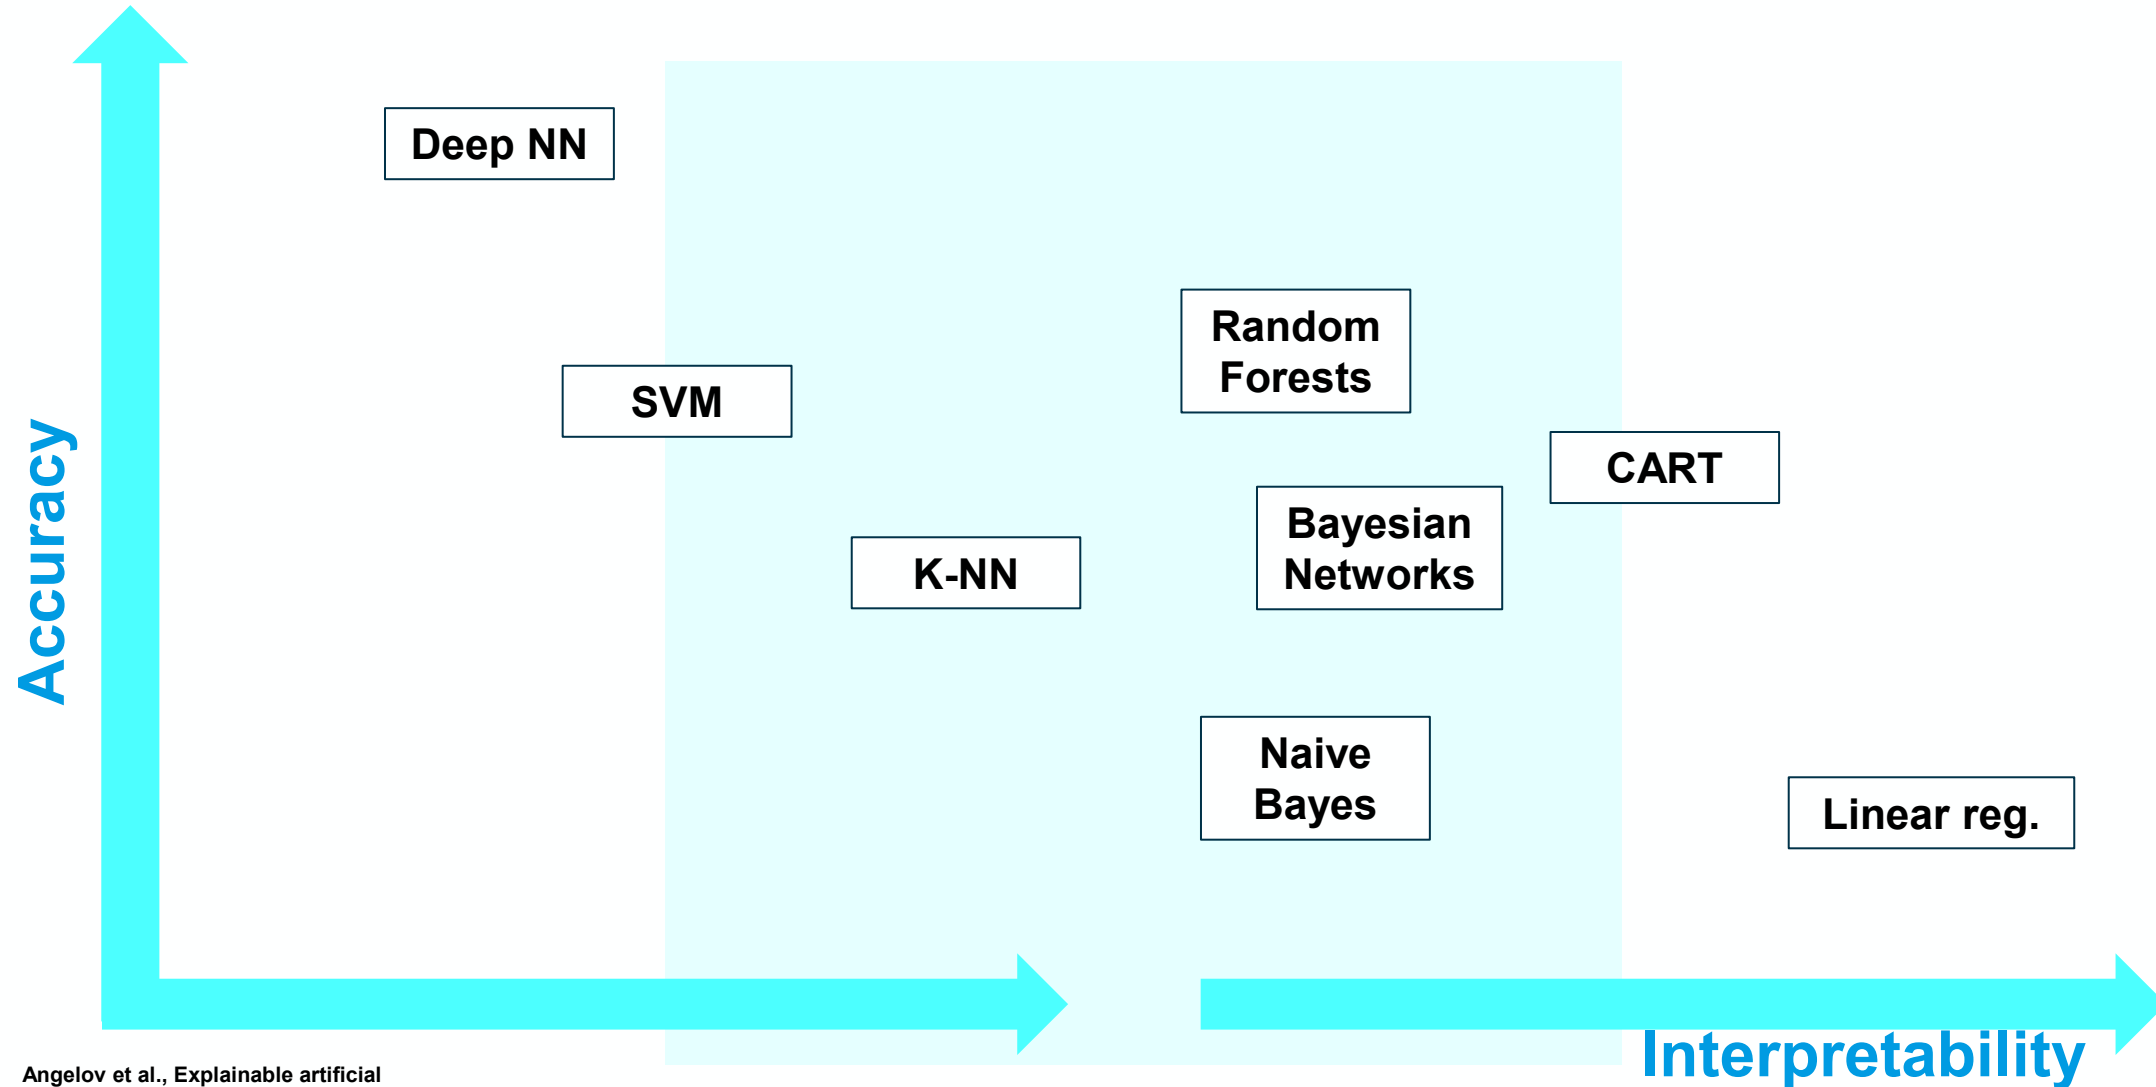 Deep NN
Random
Forests
SVM
Accuracy
CART
Bayesian
Networks
K-NN
Naive
Bayes
Linear reg.
Interpretability
Angelov et al., Explainable artificial